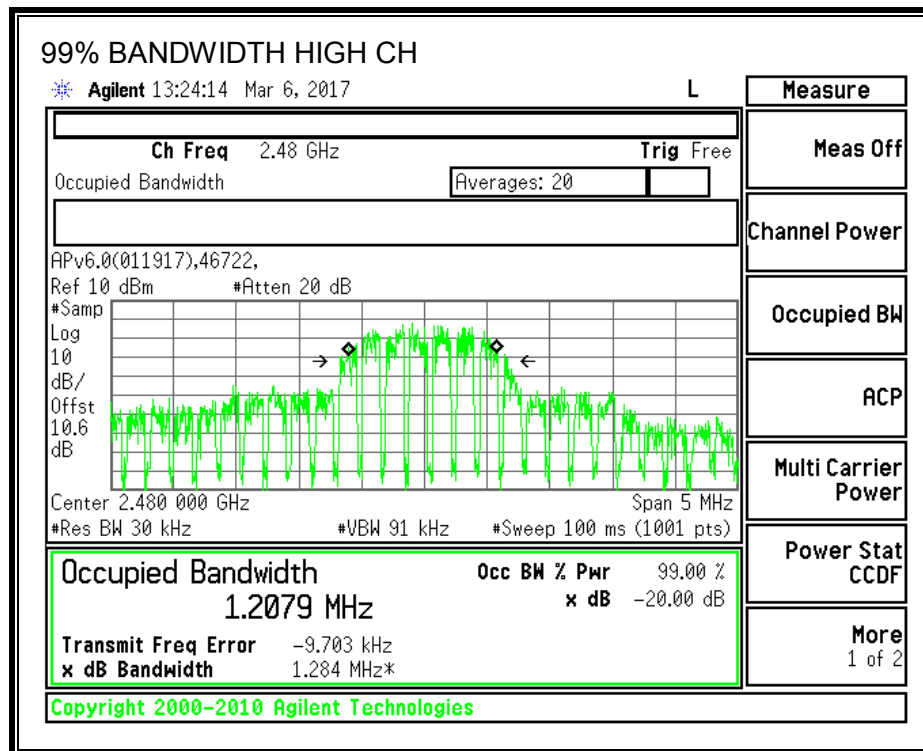 99% BANDWIDTH HIGH CH
Agilent 13:24:14 Mar 6, 2017 L
Measure
Ch Freq 2.48 GHz Trig Free
Meas Off
Occupied Bandwidth Averages: 20
Channel Power
APv6.0(011917),46722,
Ref 10 dBm #Atten 20 dB
#Samp
Log
10
dB/
Offst
10.6
dB
Occupied BW
ACP
Multi Carrier
Power
Center 2.480 000 GHz Span 5 MHz
#Res BW 30 kHz #VBW 91 kHz #Sweep 100 ms (1001 pts)
Power Stat
CCDF
Occupied Bandwidth Occ BW % Pwr 99.00 %
1.2079 MHz x dB -20.00 dB
Transmit Freq Error -9.703 kHz
x dB Bandwidth 1.284 MHz*
More
1 of 2
Copyright 2000-2010 Agilent Technologies